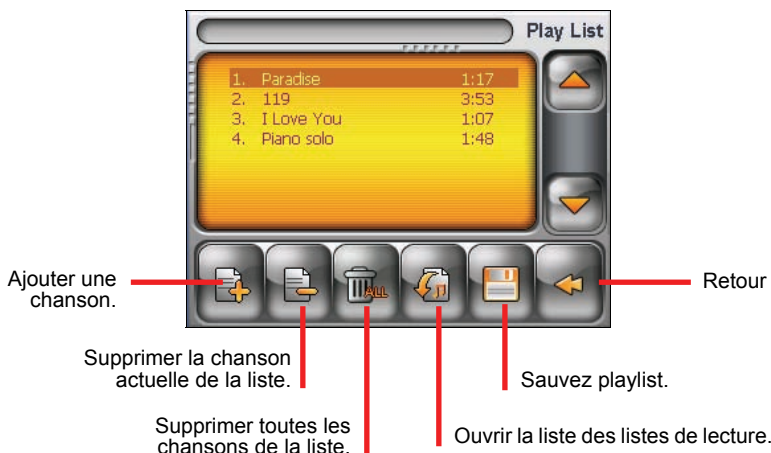 Play List
1. Paradise 1:17
2. 119 3:53
3. I Love You 1:07
4. Piano solo 1:48
ALL
Ajouter une
chanson.
Retour
Supprimer la chanson
actuelle de la liste.
Sauvez playlist.
Supprimer toutes les
chansons de la liste.
Ouvrir la liste des listes de lecture.